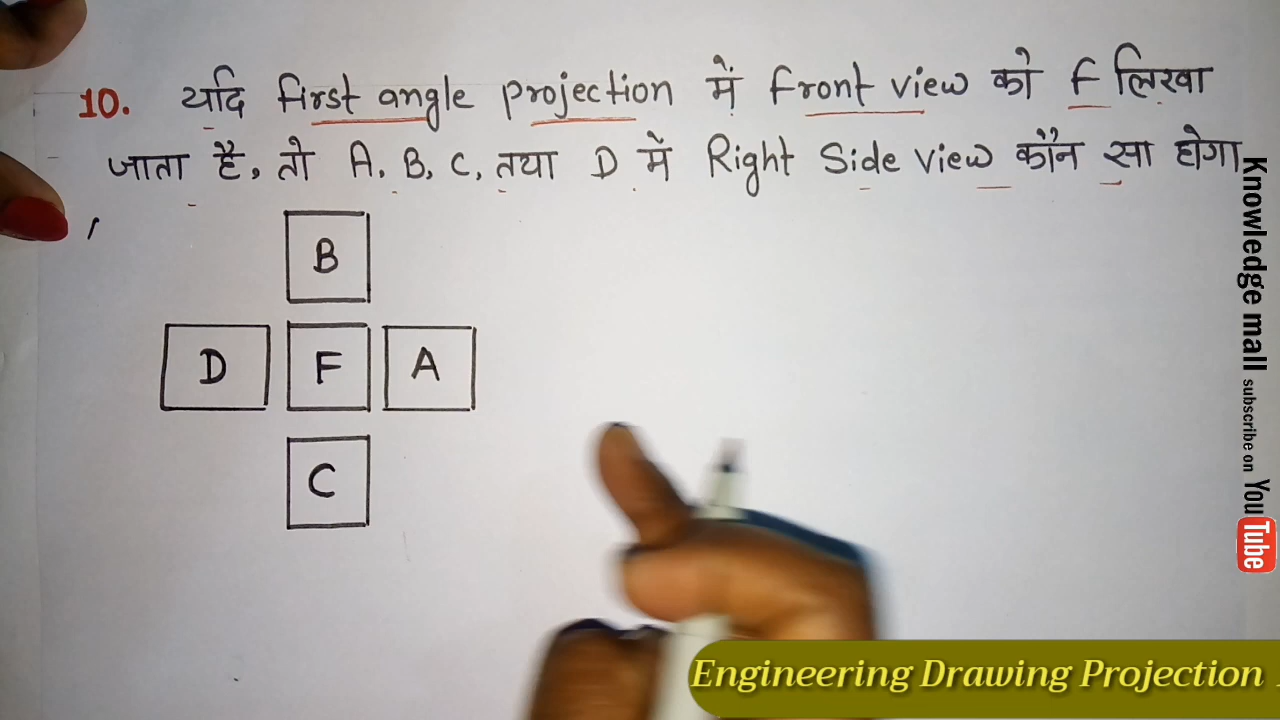 10. यदि first angle projection में front view को F लिखा
जाता है, तो A, B, C, तथा D में Right Side view कौन सा होगा
B
D F A
C
Knowledge mall subscribe on YouTube
Engineering Drawing Projection